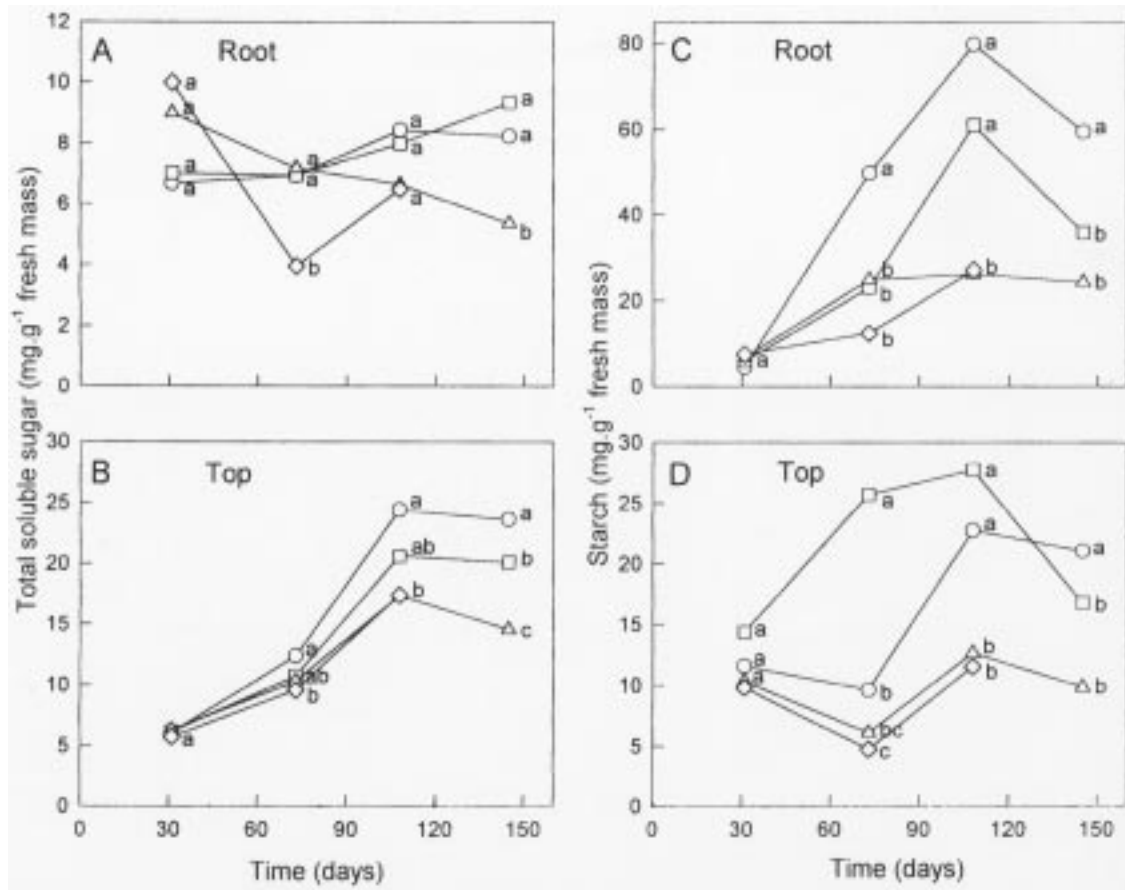 A Root
12
10
8
6
4
2
0
a
a
a
a
a
a
b
a
a
a
a
a
b
B Top
30
25
20
15
10
5
0
a
a
ab
b
a
ab
b
a
b
c
0 30 60 90 120 150
Time (days)
Total soluble sugar (mg.g⁻¹ fresh mass)
C Root
80
60
40
20
0
a
a
b
b
b
a
a
b
a
b
b
D Top
30
25
20
15
10
5
0
a
a
a
a
b
bc
c
a
a
b
b
a
b
b
0 30 60 90 120 150
Time (days)
Starch (mg.g⁻¹ fresh mass)